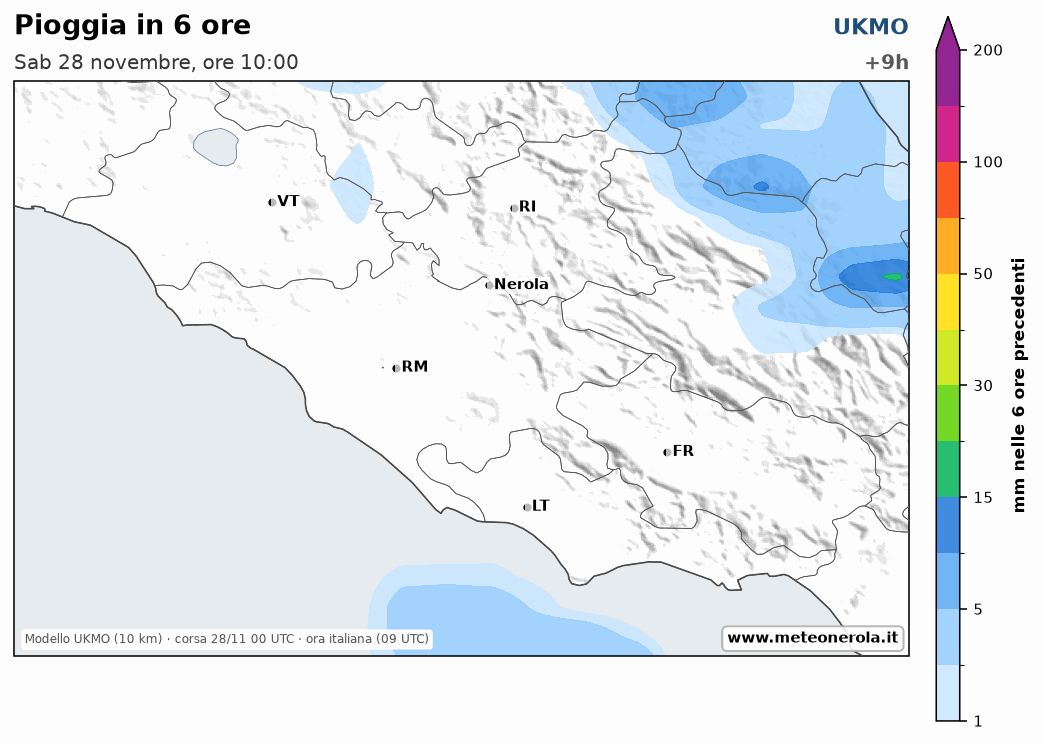 Pioggia in 6 ore
UKMO
Sab 28 novembre, ore 10:00
+9h
VT
RI
Nerola
RM
FR
LT
Modello UKMO (10 km) · corsa 28/11 00 UTC · ora italiana (09 UTC)
www.meteonerola.it
200
100
50
30
15
5
1
mm nelle 6 ore precedenti